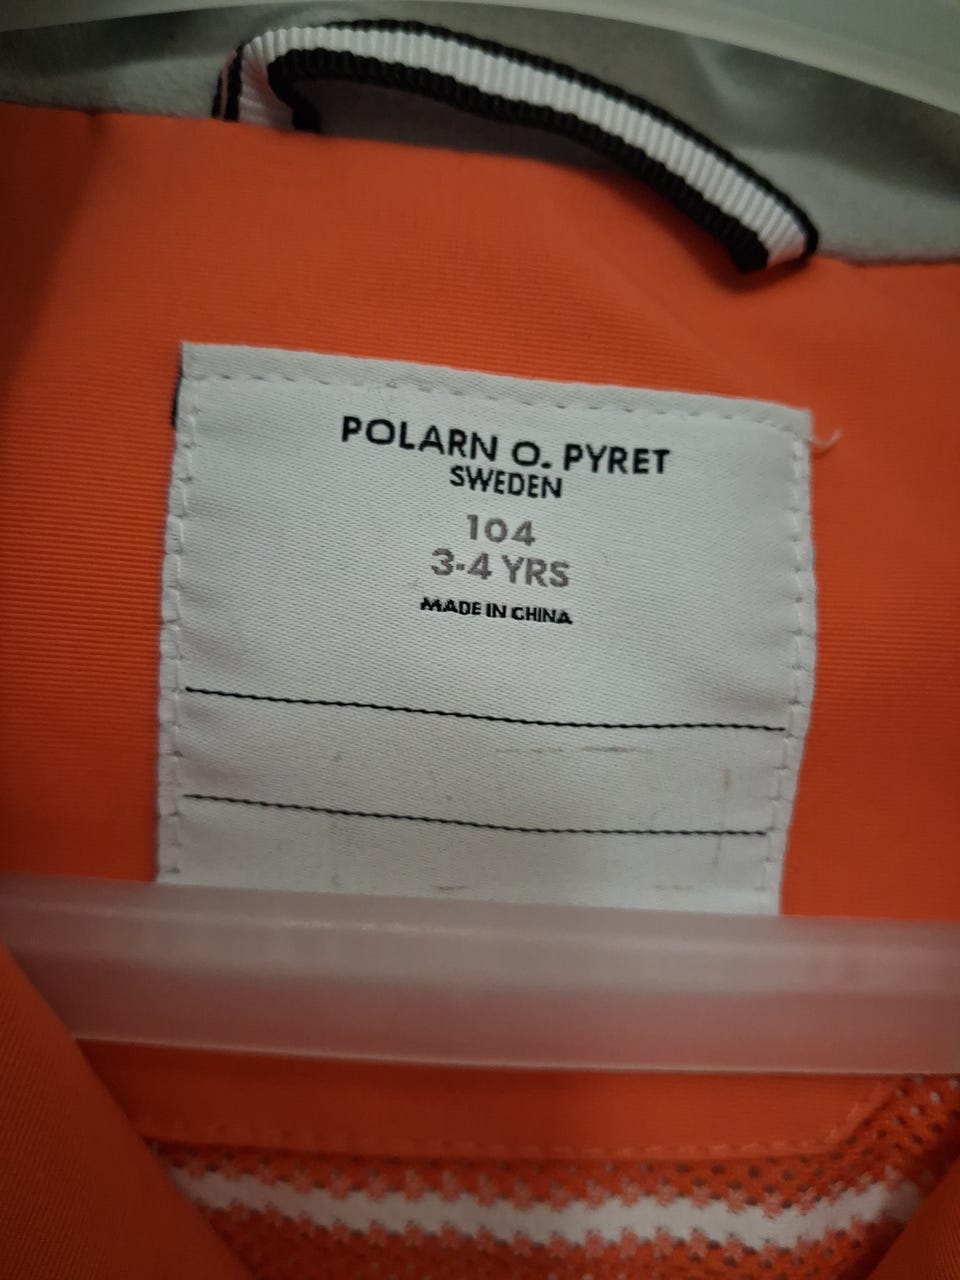 POLARN O. PYRET
SWEDEN
104
3-4 YRS
MADE IN CHINA